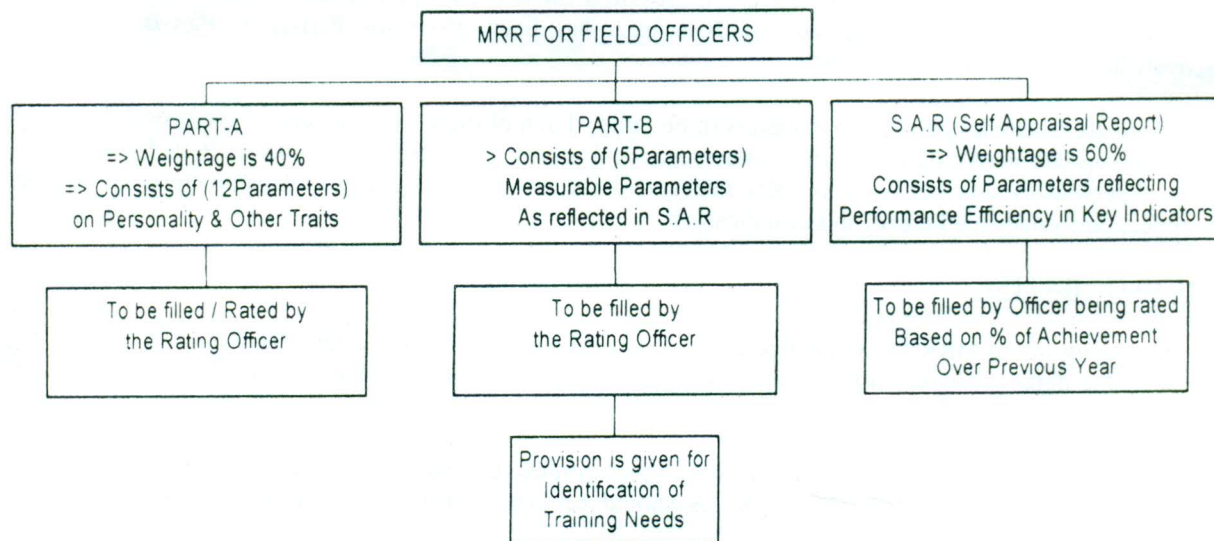 MRR FOR FIELD OFFICERS
PART-A
=> Weightage is 40%
=> Consists of (12Parameters)
on Personality & Other Traits
PART-B
> Consists of (5Parameters)
Measurable Parameters
As reflected in S.A.R
S.A.R (Self Appraisal Report)
=> Weightage is 60%
Consists of Parameters reflecting
Performance Efficiency in Key Indicators
To be filled / Rated by
the Rating Officer
To be filled by
the Rating Officer
To be filled by Officer being rated
Based on % of Achievement
Over Previous Year
Provision is given for
Identification of
Training Needs